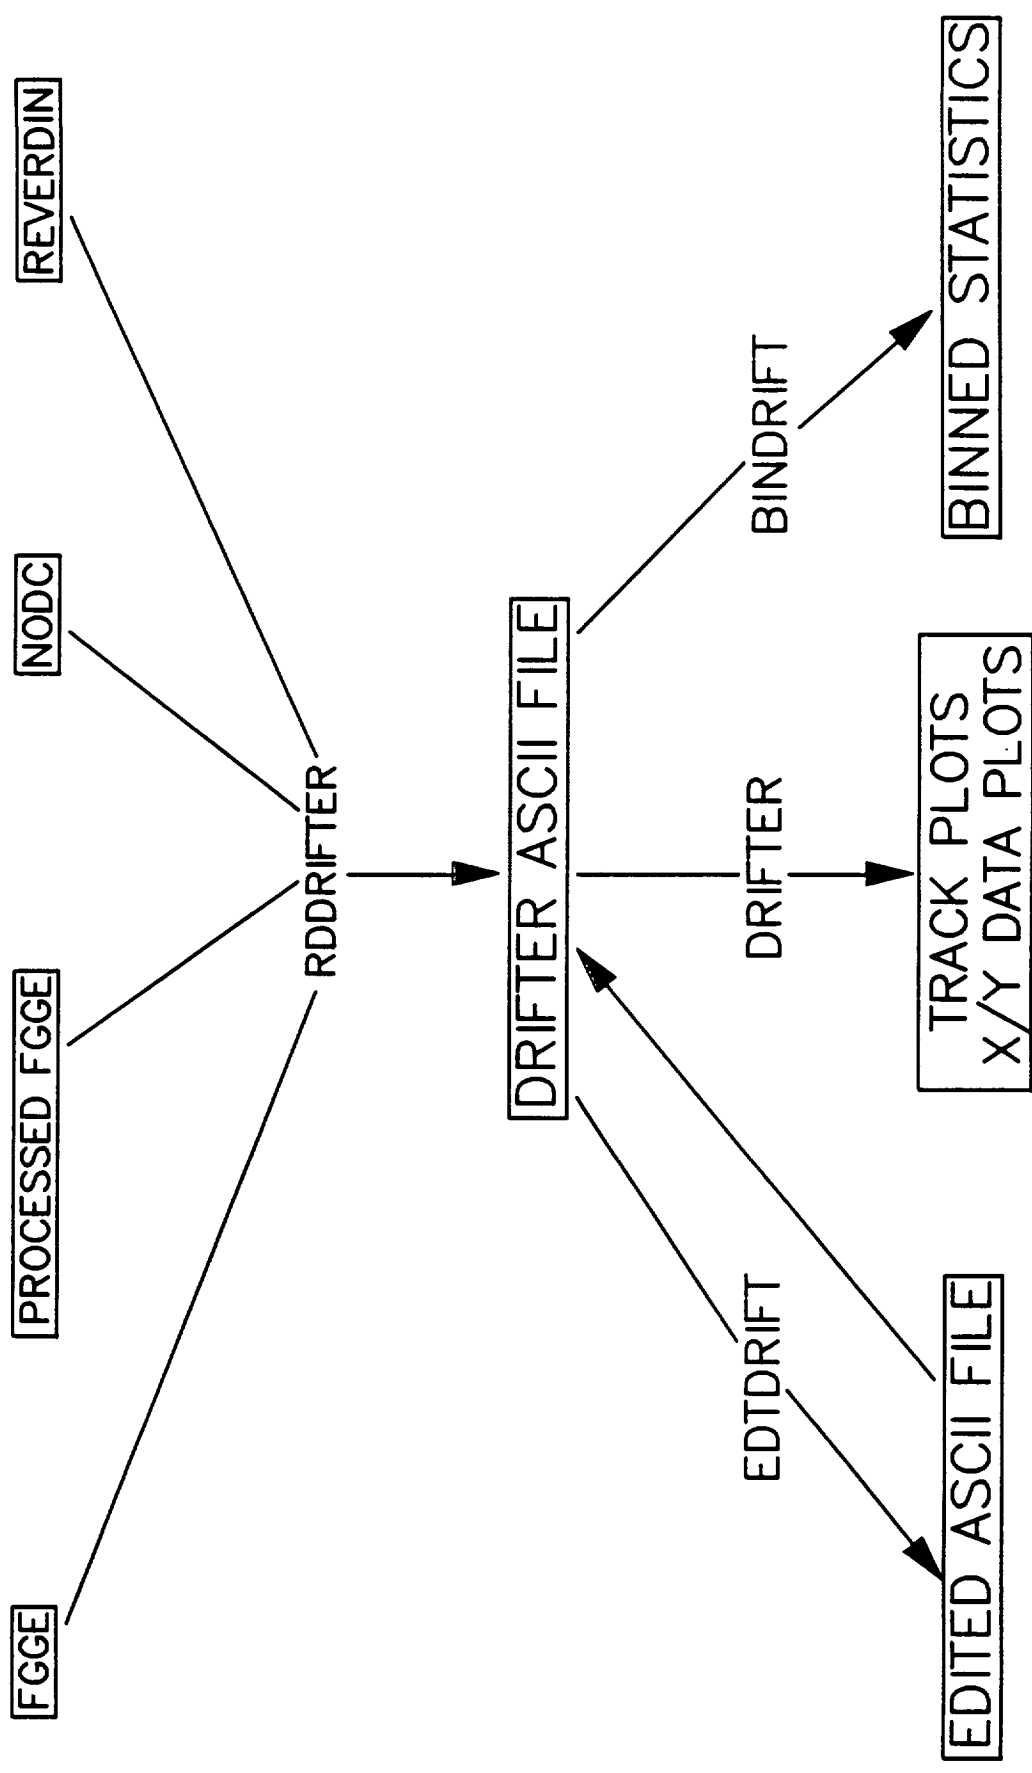 FGGE
PROCESSED FGGE
NODC
REVERDIN
RDDRIFTER
DRIFTER ASCII FILE
EDTDRIFT
DRIFTER
BINDRIFT
EDITED ASCII FILE
TRACK PLOTS
X/Y DATA PLOTS
BINNED STATISTICS